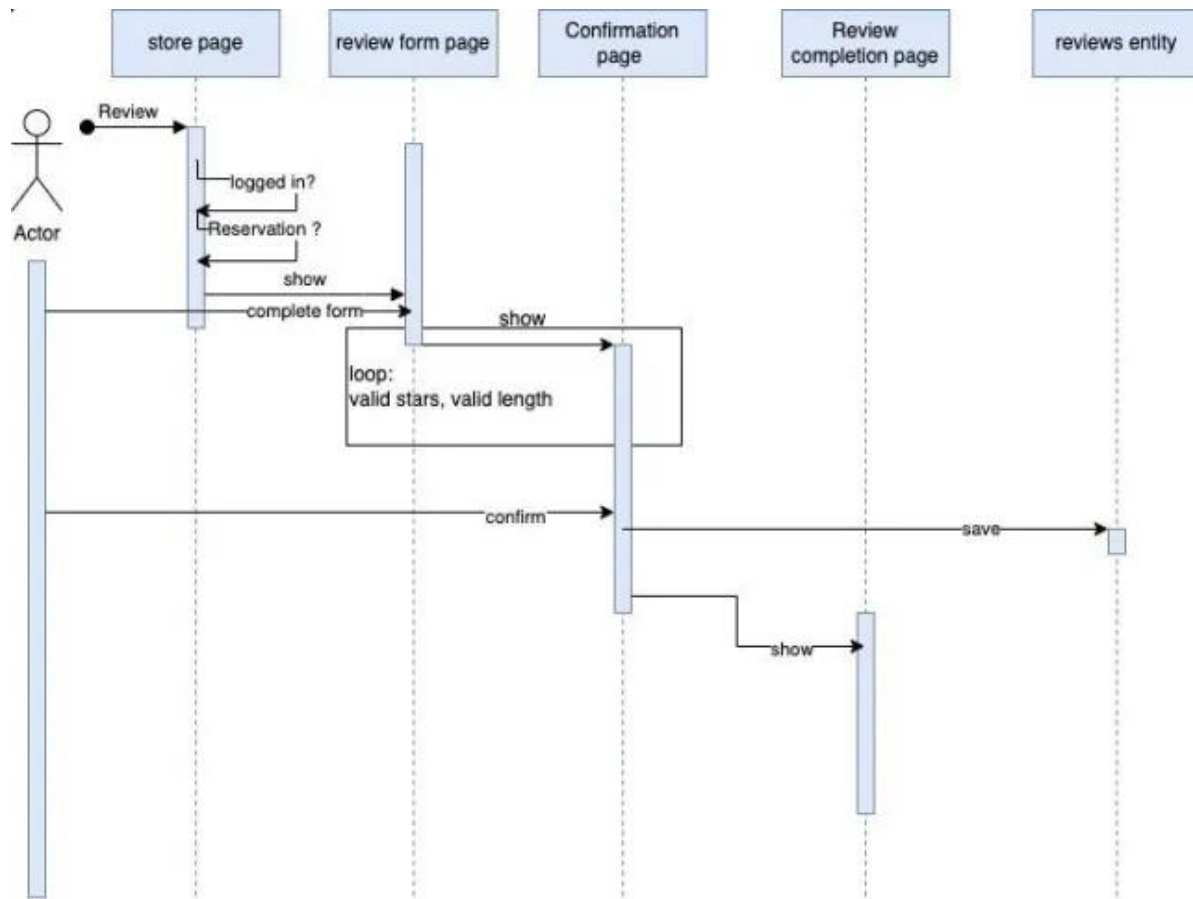 store page
review form page
Confirmation
page
Review
completion page
reviews entity
Review
logged in?
Actor
Reservation ?
show
complete form
show
loop:
valid stars, valid length
confirm
save
show